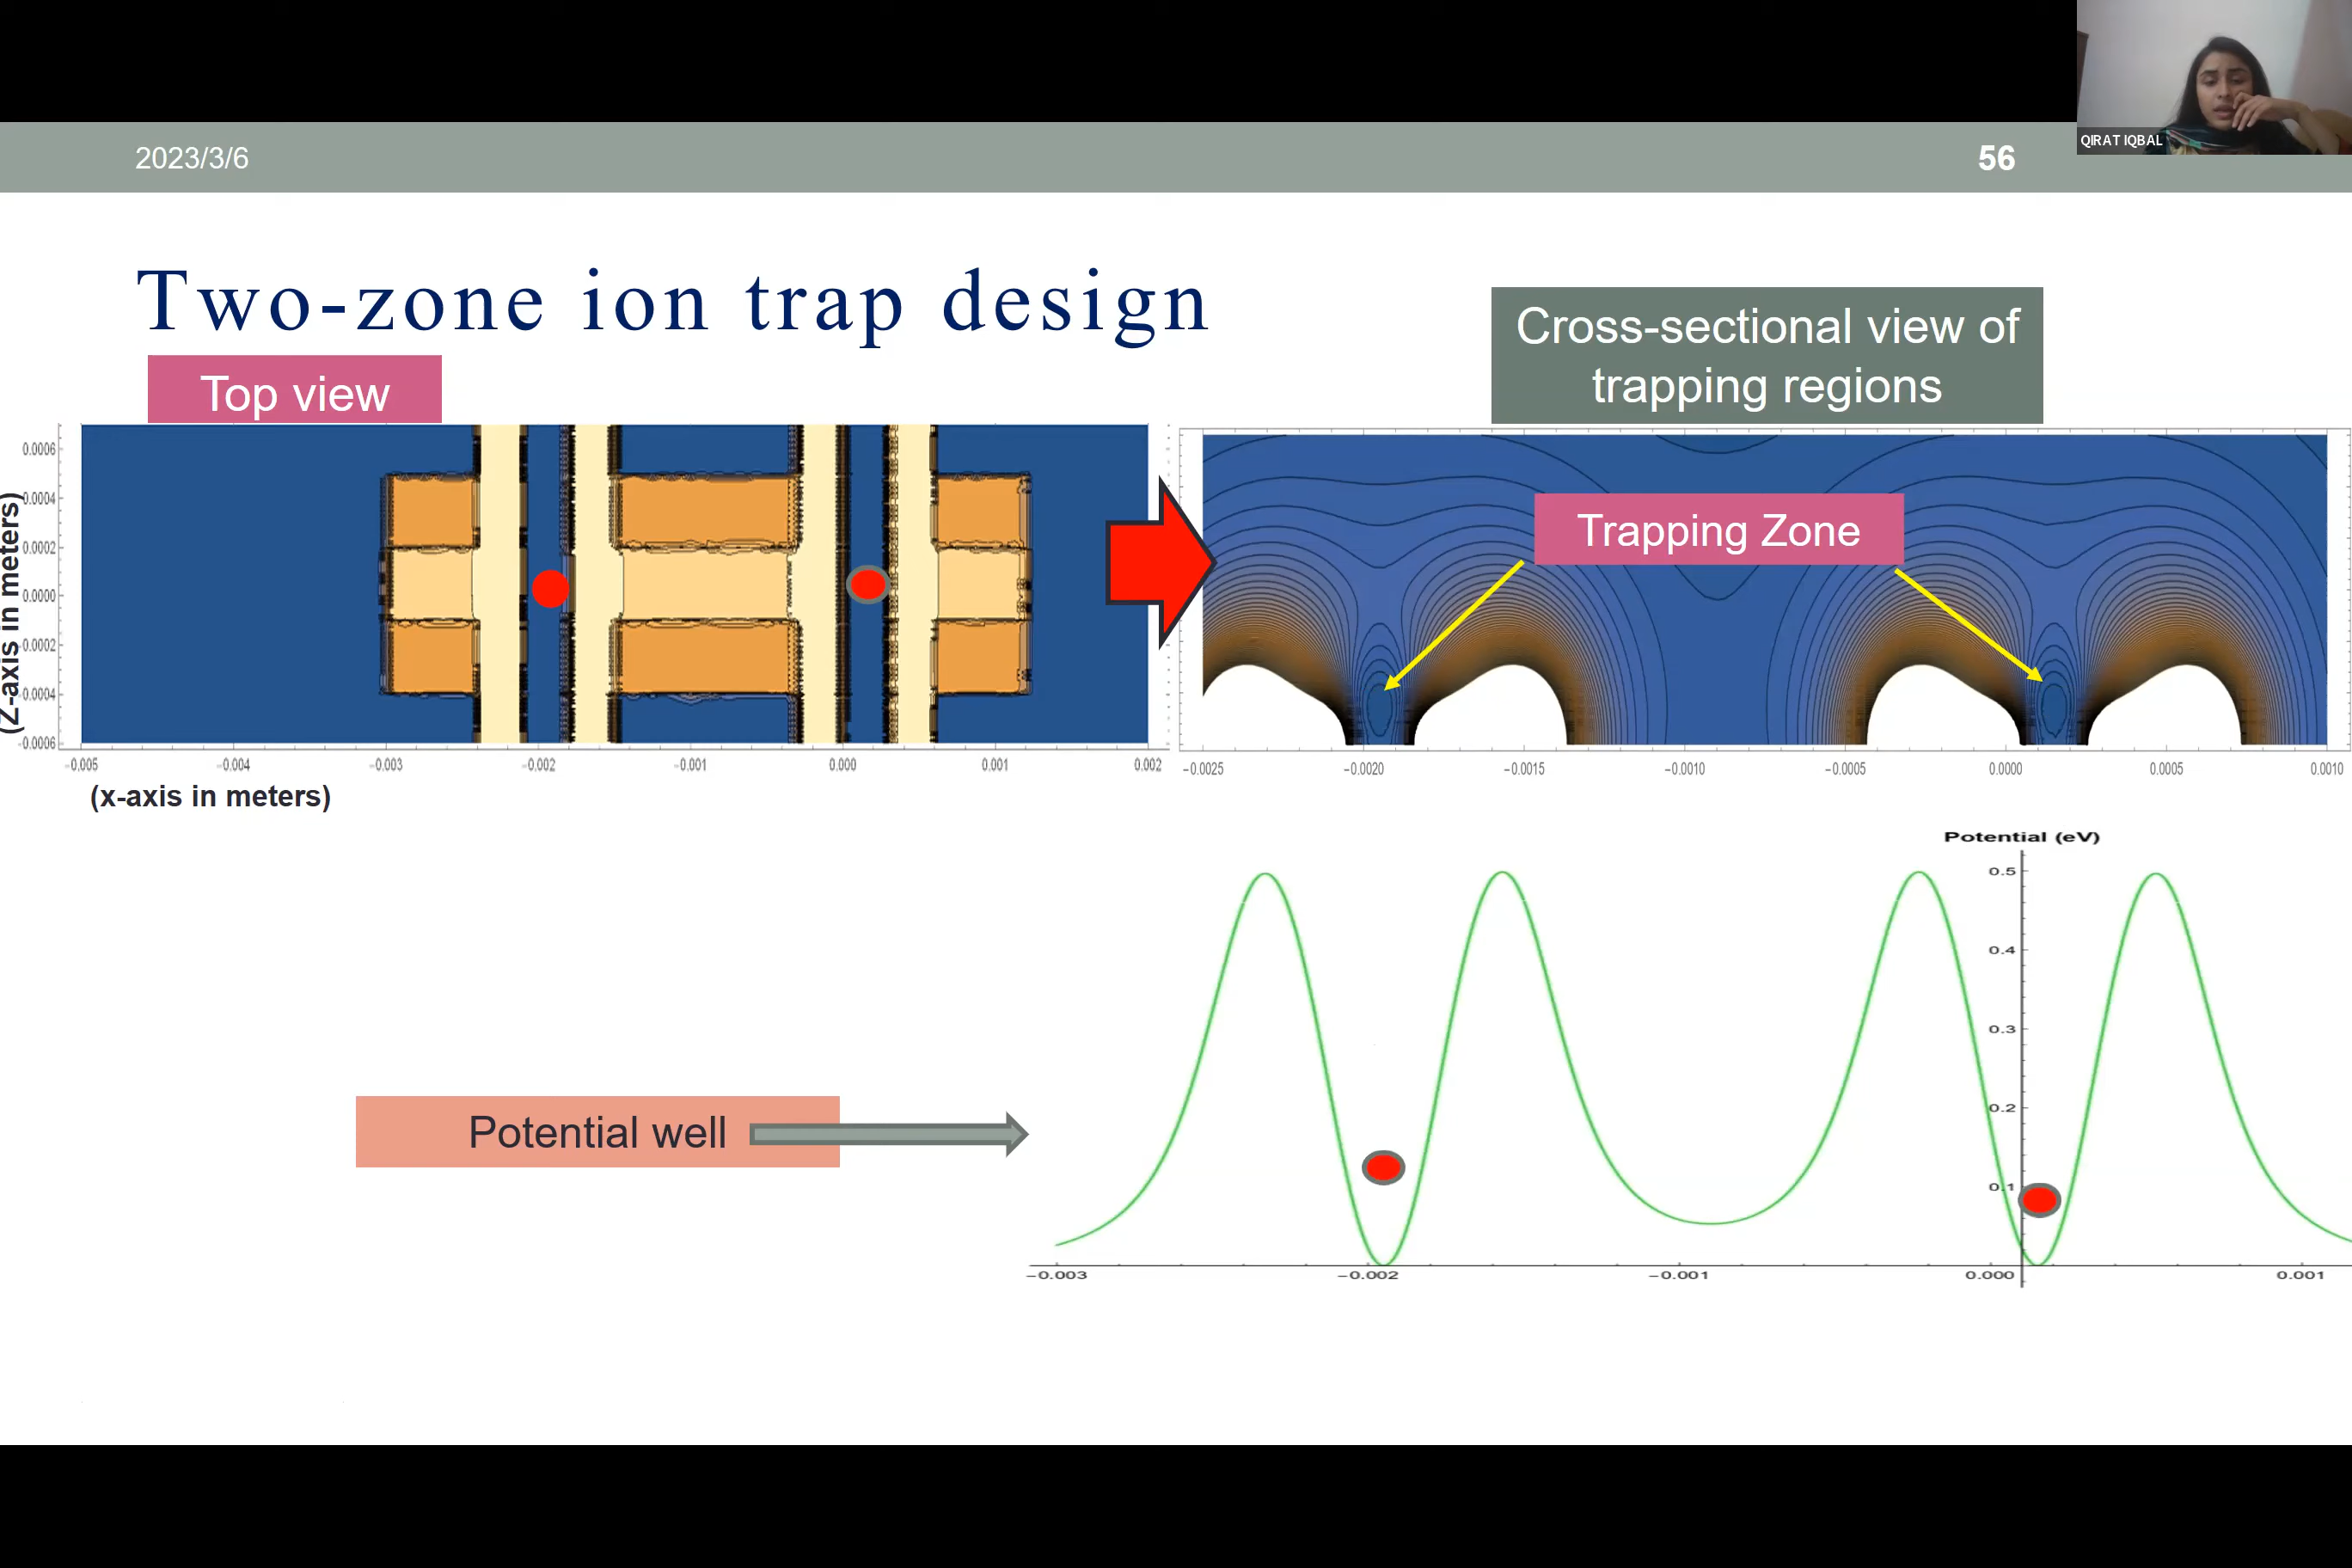 QIRAT IQBAL
2023/3/6
56
Two-zone ion trap design
Top view
Cross-sectional view of
trapping regions
0.0006
0.0004
0.0002
0.0000
-0.0002
-0.0004
-0.0006
(Z-axis in meters)
-0.005 -0.004 -0.003 -0.002 -0.001 0.000 0.001 0.002
(x-axis in meters)
Trapping Zone
-0.0025 -0.0020 -0.0015 -0.0010 -0.0005 0.0000 0.0005 0.0010
Potential (eV)
0.5
0.4
0.3
0.2
0.1
Potential well
-0.003 -0.002 -0.001 0.000 0.001